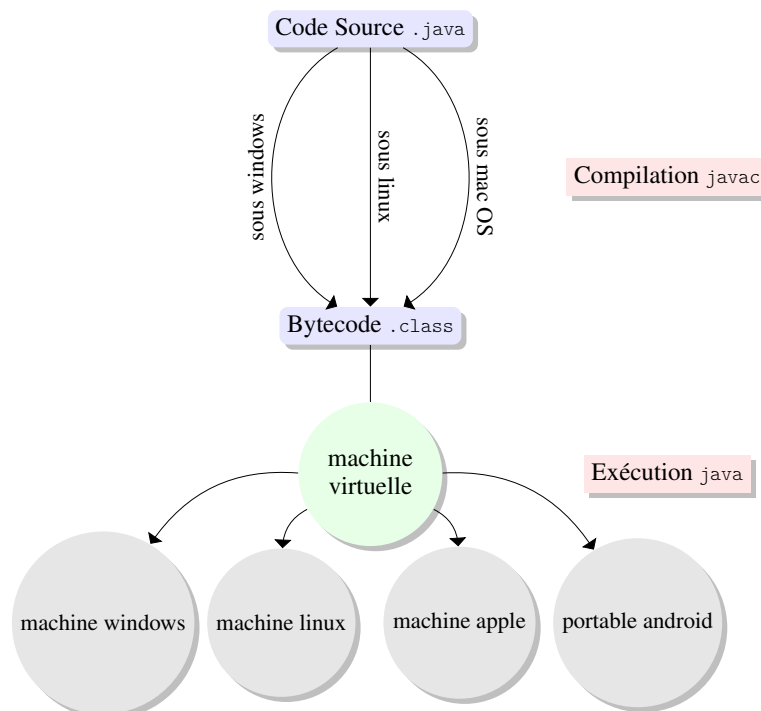 Code Source .java
sous windows
sous linux
sous mac OS
Compilation javac
Bytecode .class
machine
virtuelle
Exécution java
machine windows
machine linux
machine apple
portable android